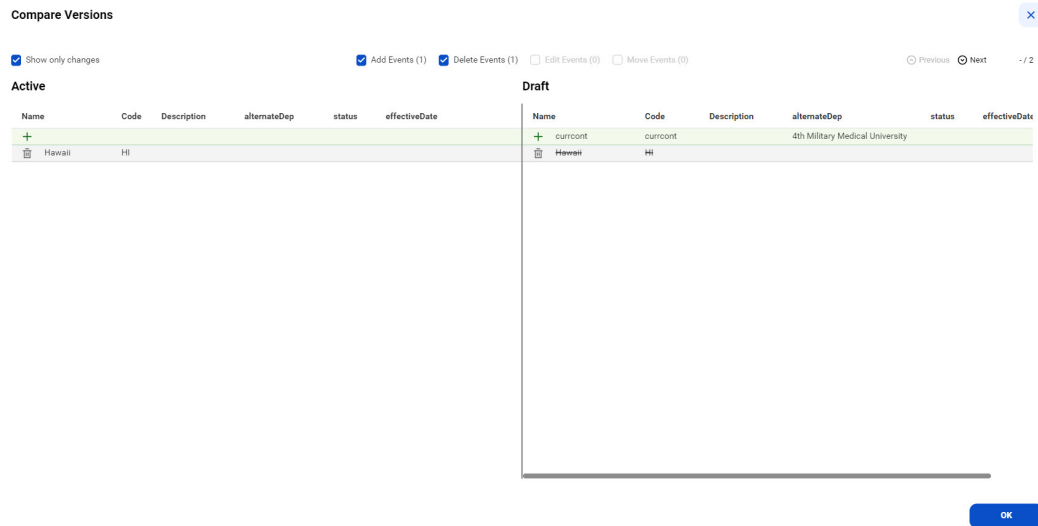 Compare Versions
Show only changes Add Events (1) Delete Events (1) Edit Events (0) Move Events (0) Previous Next - / 2
Active Draft
Name Code Description alternateDep status effectiveDate Name Code Description alternateDep status effectiveDate
currcont currcont 4th Military Medical University
Hawaii HI Hawaii HI
OK